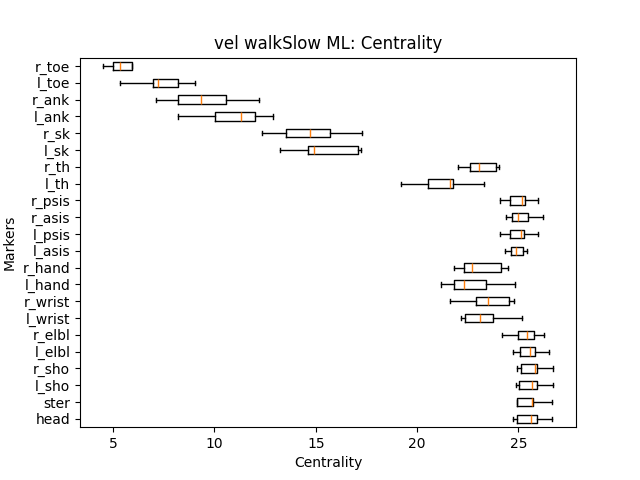 vel walkSlow ML: Centrality
r_toe
l_toe
r_ank
l_ank
r_sk
l_sk
r_th
l_th
r_psis
r_asis
l_psis
l_asis
r_hand
l_hand
r_wrist
l_wrist
r_elbl
l_elbl
r_sho
l_sho
ster
head
Markers
5 10 15 20 25
Centrality